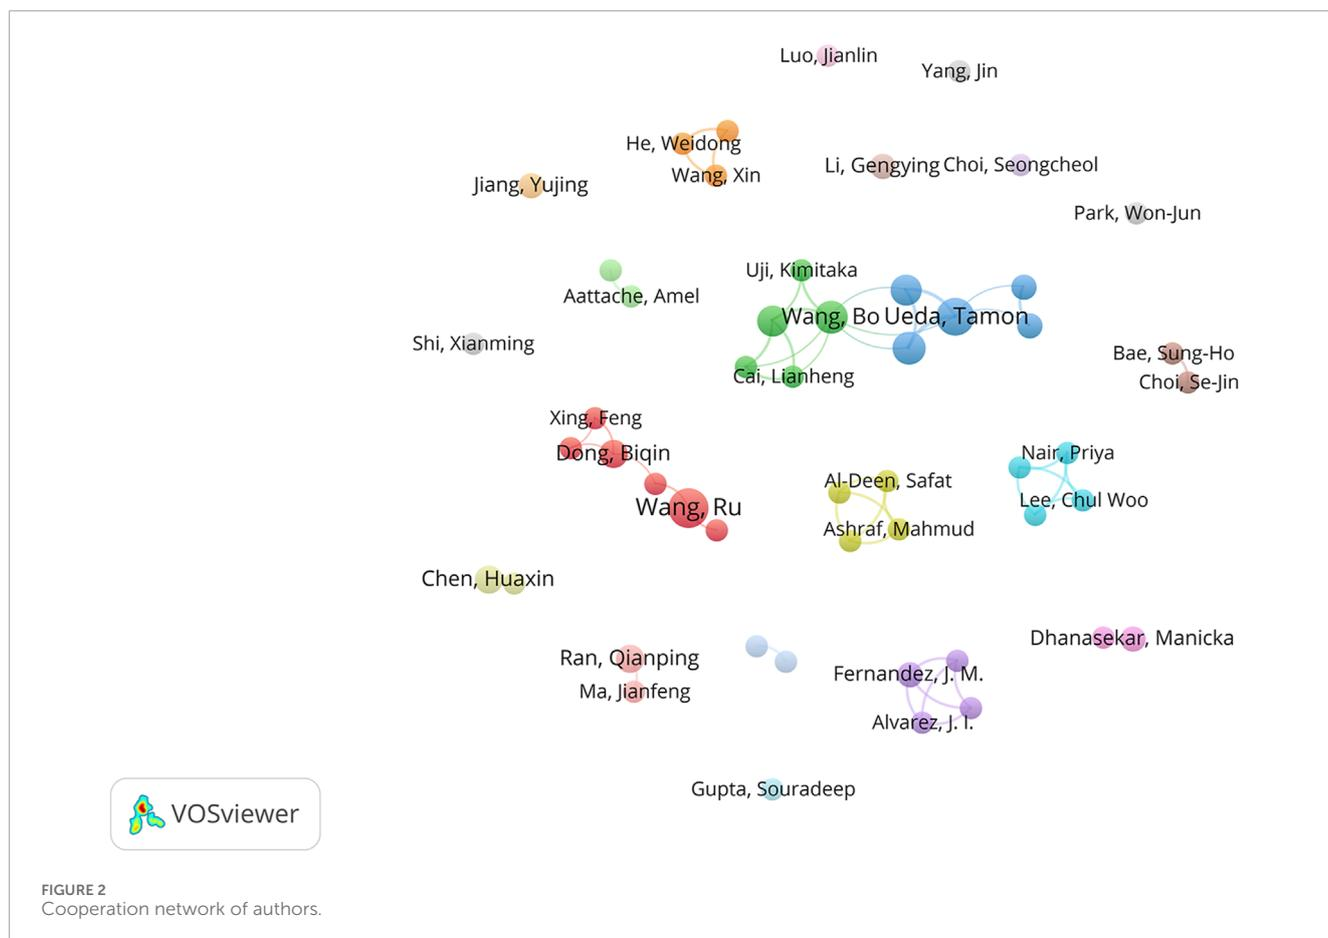 Luo, Jianlin
Yang, Jin
He, Weidong
Wang, Xin
Li, Gengying
Choi, Seongcheol
Jiang, Yujing
Park, Won-Jun
Uji, Kimitaka
Aattache, Amel
Wang, Bo
Ueda, Tamon
Shi, Xianming
Bae, Sung-Ho
Cai, Lianheng
Choi, Se-Jin
Xing, Feng
Dong, Biqin
Nair, Priya
Al-Deen, Safat
Lee, Chul Woo
Wang, Ru
Ashraf, Mahmud
Chen, Huaxin
Dhanasekar, Manicka
Ran, Qianping
Fernandez, J. M.
Ma, Jianfeng
Alvarez, J. I.
Gupta, Souradeep
VOSviewer
FIGURE 2
Cooperation network of authors.